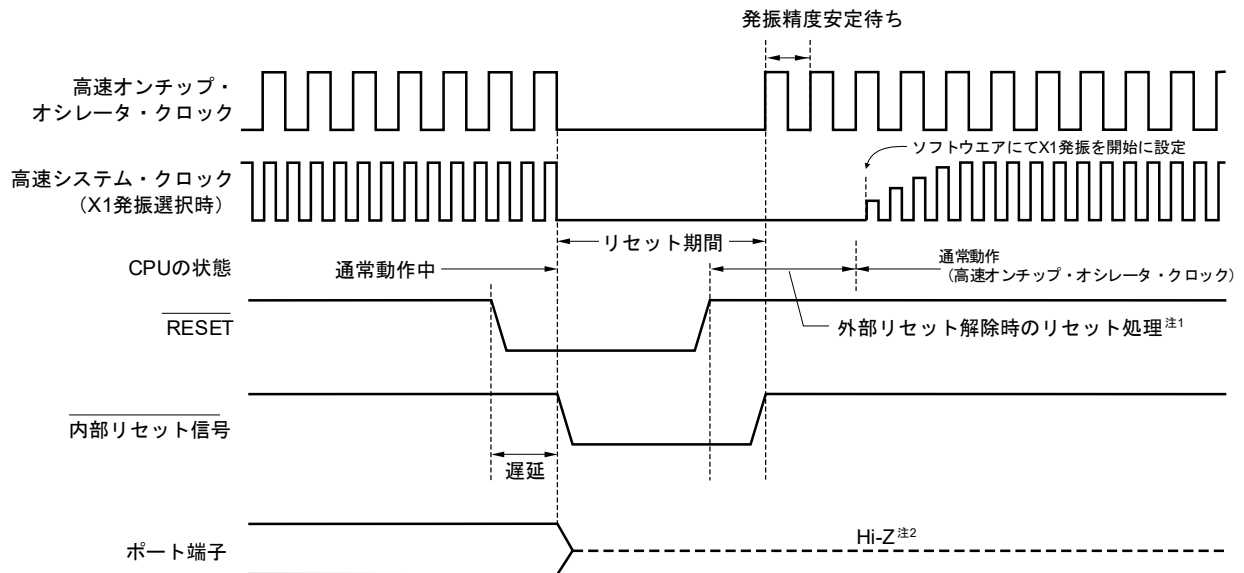 発振精度安定待ち
高速オンチップ・
オシレータ・クロック
ソフトウエアにてX1発振を開始に設定
高速システム・クロック
（X1発振選択時）
リセット期間
CPUの状態
通常動作中
通常動作
（高速オンチップ・オシレータ・クロック）
RESET
外部リセット解除時のリセット処理注1
内部リセット信号
遅延
ポート端子
Hi-Z注2